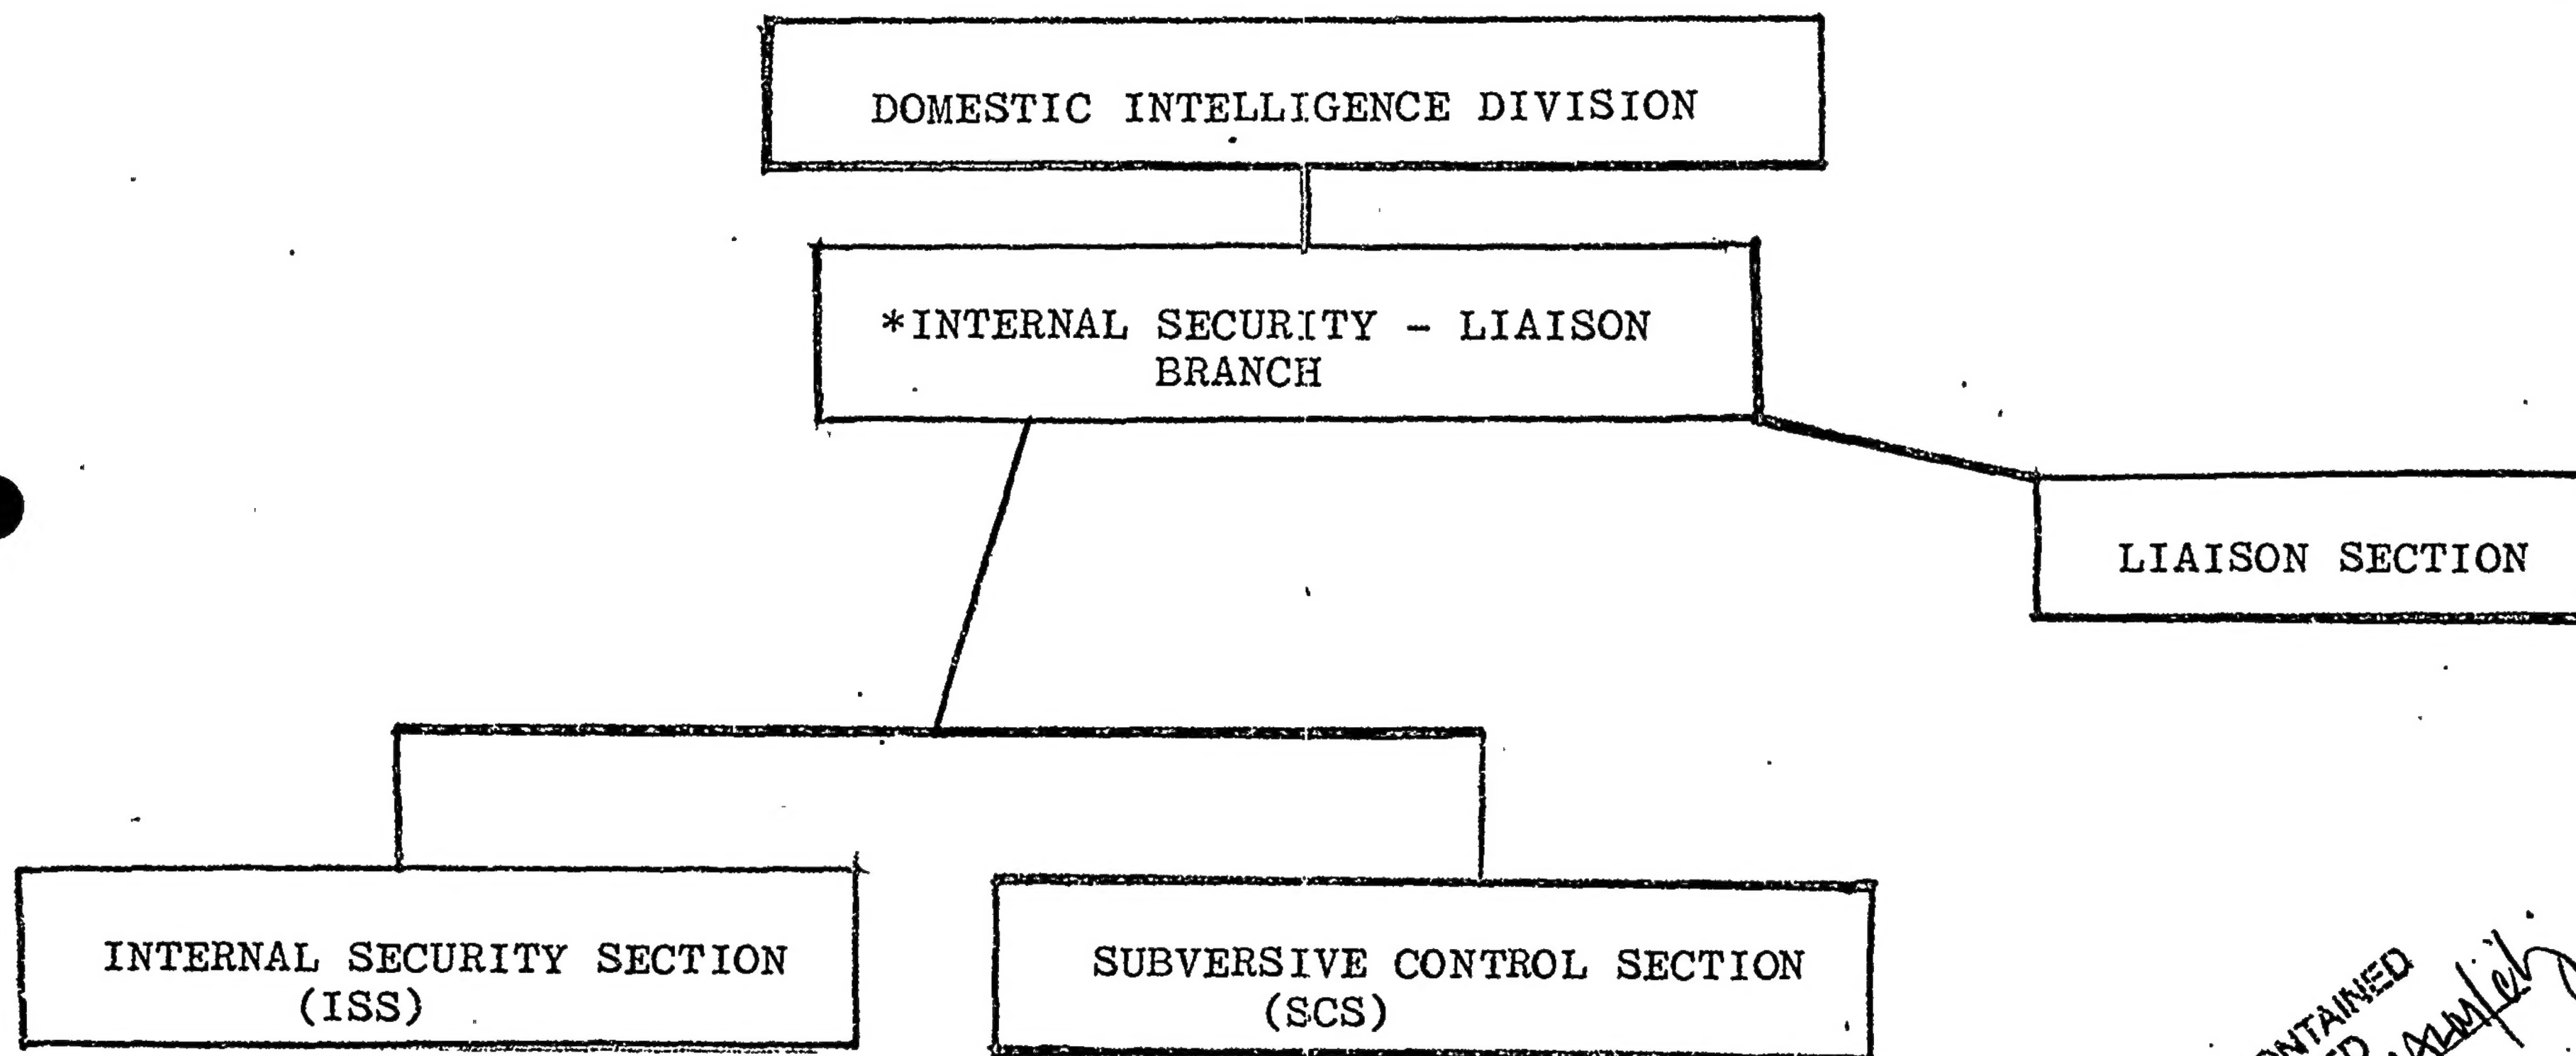 DOMESTIC INTELLIGENCE DIVISION
*INTERNAL SECURITY - LIAISON
BRANCH
LIAISON SECTION
INTERNAL SECURITY SECTION
(ISS)
SUBVERSIVE CONTROL SECTION
(SCS)